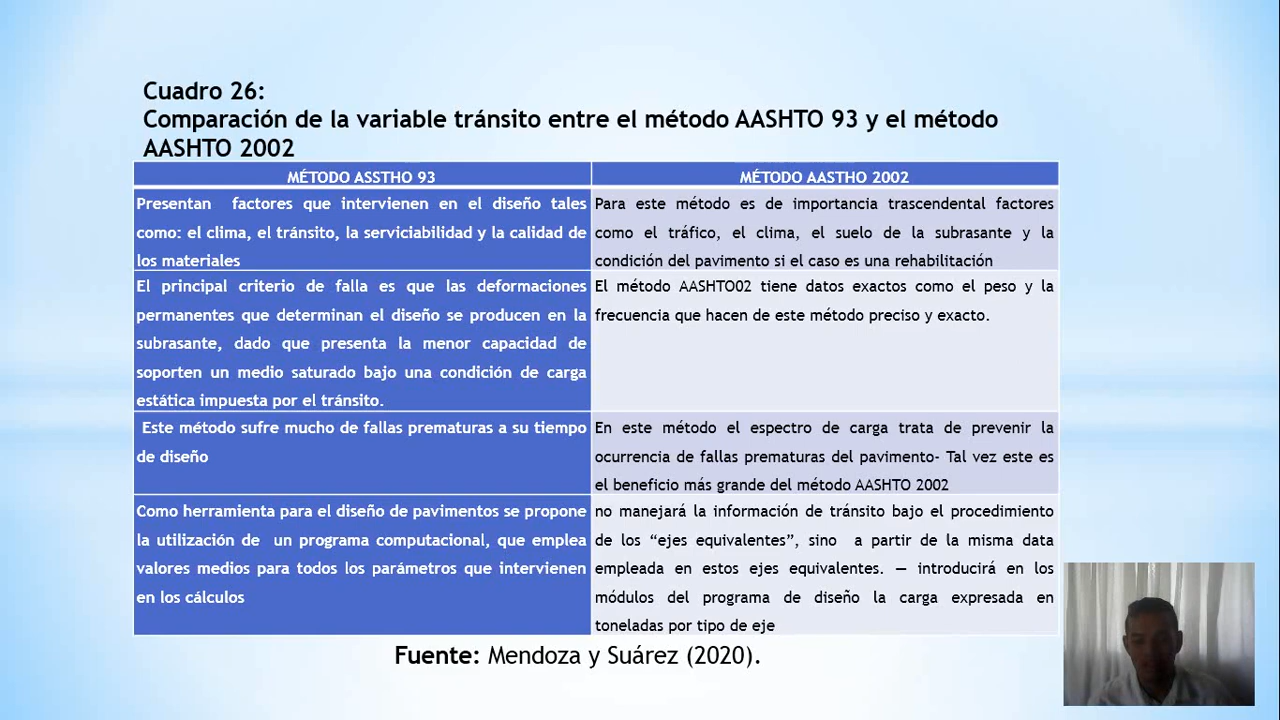 Cuadro 26:
Comparación de la variable tránsito entre el método AASHTO 93 y el método
AASHTO 2002
MÉTODO ASSTHO 93
MÉTODO AASTHO 2002
Presentan factores que intervienen en el diseño tales
como: el clima, el tránsito, la serviciabilidad y la calidad de
los materiales
Para este método es de importancia trascendental factores
como el tráfico, el clima, el suelo de la subrasante y la
condición del pavimento si el caso es una rehabilitación
El principal criterio de falla es que las deformaciones
permanentes que determinan el diseño se producen en la
subrasante, dado que presenta la menor capacidad de
soporten un medio saturado bajo una condición de carga
estática impuesta por el tránsito.
El método AASHTO02 tiene datos exactos como el peso y la
frecuencia que hacen de este método preciso y exacto.
Este método sufre mucho de fallas prematuras a su tiempo
de diseño
En este método el espectro de carga trata de prevenir la
ocurrencia de fallas prematuras del pavimento- Tal vez este es
el beneficio más grande del método AASHTO 2002
Como herramienta para el diseño de pavimentos se propone
la utilización de un programa computacional, que emplea
valores medios para todos los parámetros que intervienen
en los cálculos
no manejará la información de tránsito bajo el procedimiento
de los “ejes equivalentes”, sino a partir de la misma data
empleada en estos ejes equivalentes. — introducirá en los
módulos del programa de diseño la carga expresada en
toneladas por tipo de eje
Fuente: Mendoza y Suárez (2020).